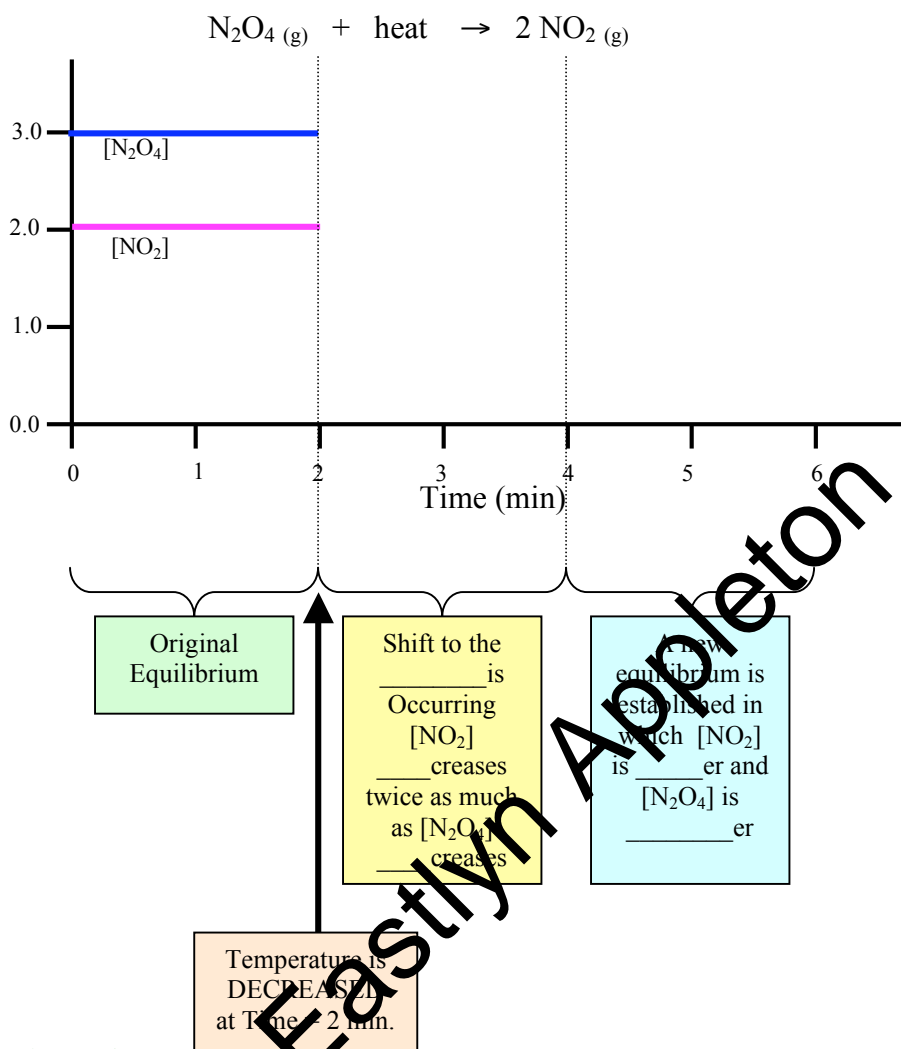 N₂O₄ (g) + heat → 2 NO₂ (g)
3.0
[N₂O₄]
2.0
[NO₂]
1.0
0.0
0 1 2 3 4 5 6
Time (min)
Original
Equilibrium
Shift to the
________is
Occurring
[NO₂]
____creases
twice as much
as [N₂O₄]
____creases
A new
equilibrium is
established in
which [NO₂]
is _____er and
[N₂O₄] is
________er
Temperature is
DECREASED
at Time = 2 min.
Eastlyn Appleton